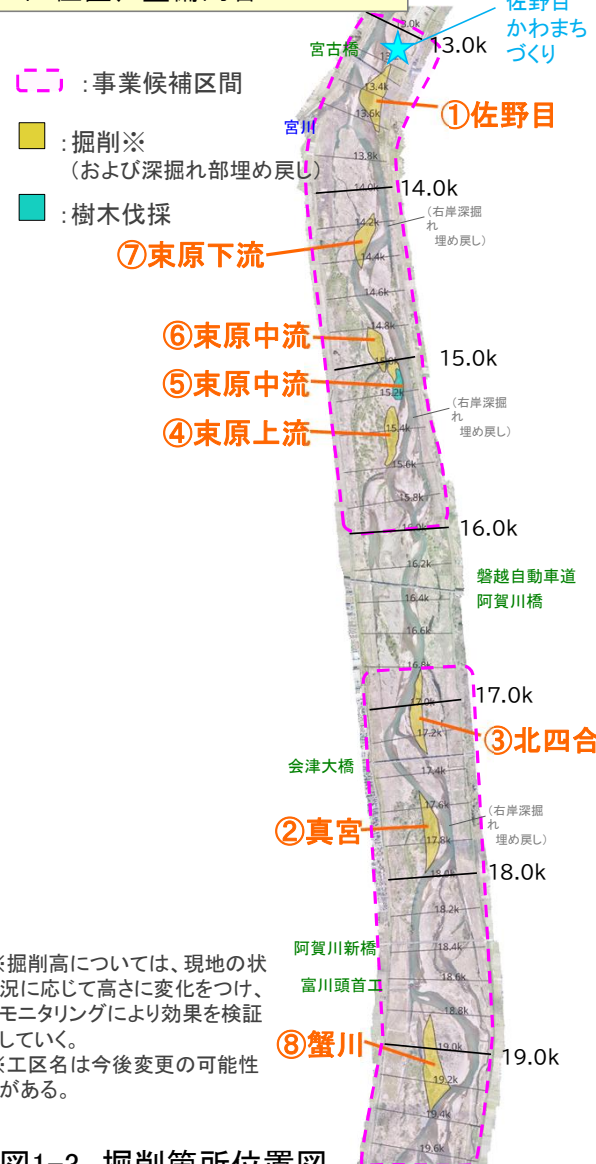 佐野目
かわまち
づくり
13.0k
13.0k
宮古橋
:事業候補区間
13.4k
①佐野目
13.6k
宮川
:掘削※
(および深掘れ部埋め戻し)
13.8k
14.0k
14.0k
:樹木伐採
14.2k
(右岸深掘
れ
埋め戻し)
⑦束原下流
14.4k
14.6k
14.8k
⑥束原中流
15.0k
15.0k
⑤束原中流
15.2k
(右岸深掘
れ
埋め戻し)
④束原上流
15.4k
15.6k
15.8k
16.0k
16.0k
16.2k
磐越自動車道
阿賀川橋
16.4k
16.6k
16.8k
17.0k
17.0k
17.2k
③北四合
会津大橋
17.4k
17.6k
(右岸深掘
れ
埋め戻し)
②真宮
17.8k
18.0k
18.0k
18.2k
阿賀川新橋
18.4k
富川頭首工
18.6k
18.8k
※掘削高については、現地の状
況に応じて高さに変化をつけ、
モニタリングにより効果を検証
していく。
※工区名は今後変更の可能性
がある。
⑧蟹川
19.0k
19.0k
19.2k
19.4k
19.6k
掘削箇所位置図